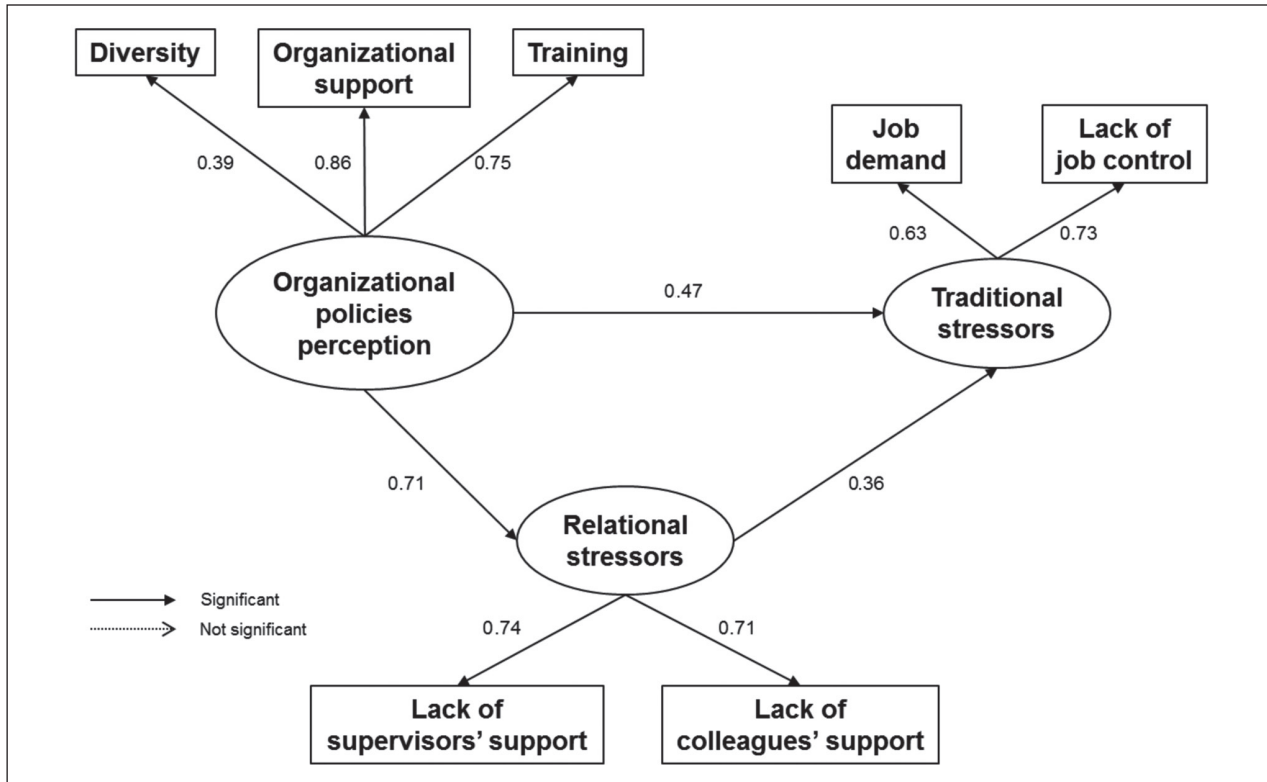 Diversity
Organizational
support
Training
Job
demand
Lack of
job control
0.39
0.86
0.75
0.63
0.73
Organizational
policies
perception
0.47
Traditional
stressors
0.71
0.36
Relational
stressors
Significant
Not significant
0.74
0.71
Lack of
supervisors’ support
Lack of
colleagues’ support